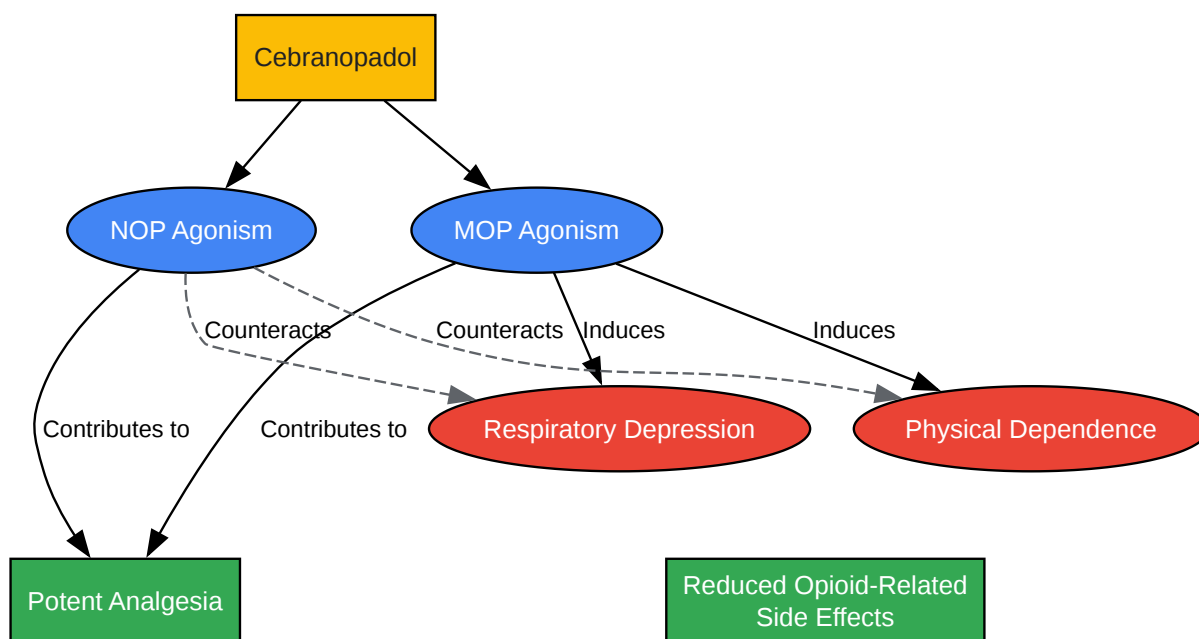 Cebranopadol
NOP Agonism
MOP Agonism
Counteracts
Counteracts
Induces
Induces
Contributes to
Contributes to
Respiratory Depression
Physical Dependence
Potent Analgesia
Reduced Opioid-Related
Side Effects